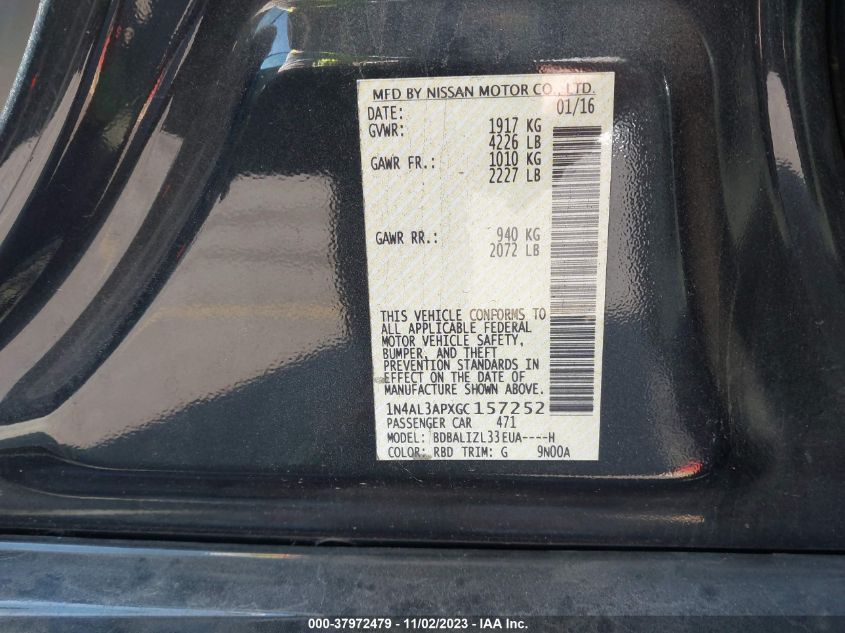 MFD BY NISSAN MOTOR CO., LTD.
DATE: 01/16
GVWR: 1917 KG
4226 LB
GAWR FR.: 1010 KG
2227 LB
GAWR RR.: 940 KG
2072 LB
THIS VEHICLE CONFORMS TO
ALL APPLICABLE FEDERAL
MOTOR VEHICLE SAFETY,
BUMPER, AND THEFT
PREVENTION STANDARDS IN
EFFECT ON THE DATE OF
MANUFACTURE SHOWN ABOVE.
1N4AL3APXGC157252
PASSENGER CAR 471
MODEL: BDBALIZL33EUA----H
COLOR: RBD TRIM: G 9N00A
000-37972479 - 11/02/2023 - IAA Inc.